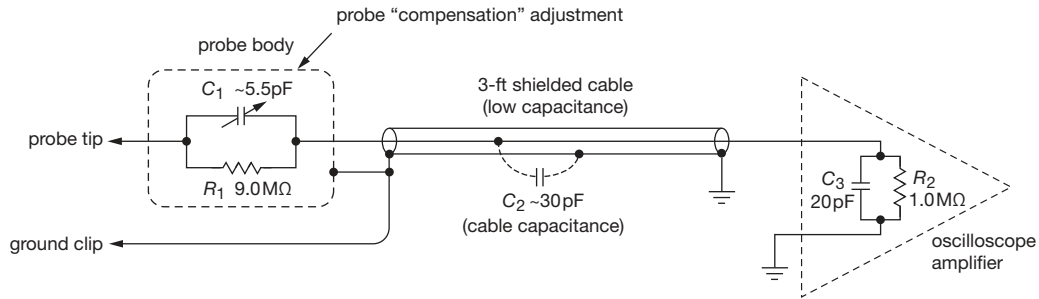 probe “compensation” adjustment
probe body
C₁ ~5.5pF
3-ft shielded cable
(low capacitance)
probe tip
R₁ 9.0MΩ
C₂ ~30pF
(cable capacitance)
C₃
20pF
R₂
1.0MΩ
ground clip
oscilloscope
amplifier